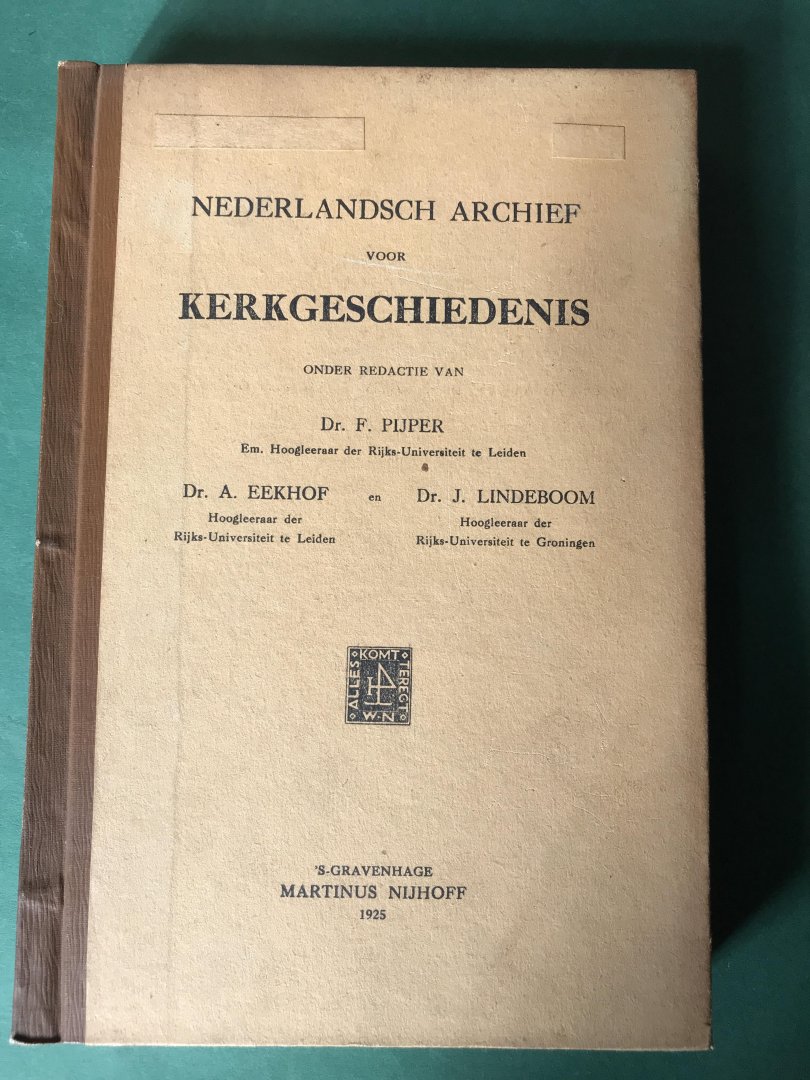 NEDERLANDSCH ARCHIEF
VOOR
KERKGESCHIEDENIS
ONDER REDACTIE VAN
Dr. F. PIJPER
Em. Hoogleeraar der Rijks-Universiteit te Leiden
Dr. A. EEKHOF en Dr. J. LINDEBOOM
Hoogleeraar der Hoogleeraar der
Rijks-Universiteit te Leiden Rijks-Universiteit te Groningen
ALLES KOMT TERECHT
W·N
'S-GRAVENHAGE
MARTINUS NIJHOFF
1925